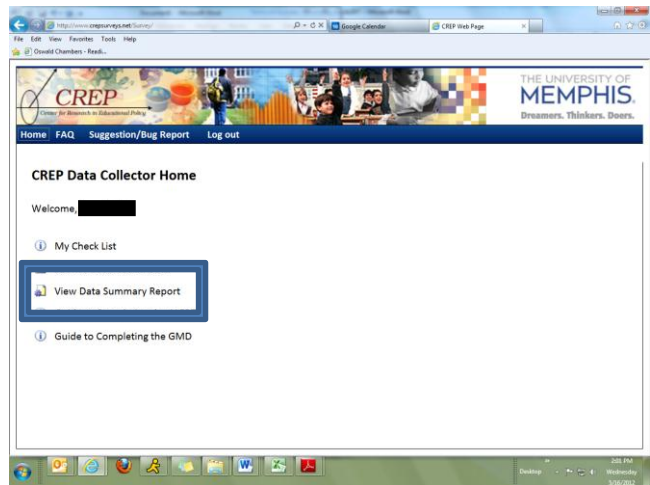 http://www.crepsurveys.net/Survey/
Google Calendar
CREP Web Page
File Edit View Favorites Tools Help
Oswald Chambers - Readi...
CREP
Center for Research in Educational Policy
THE UNIVERSITY OF
MEMPHIS.
Dreamers. Thinkers. Doers.
Home FAQ Suggestion/Bug Report Log out
CREP Data Collector Home
Welcome,
My Check List
View Data Summary Report
Guide to Completing the GMD
Desktop
2:01 PM
Wednesday